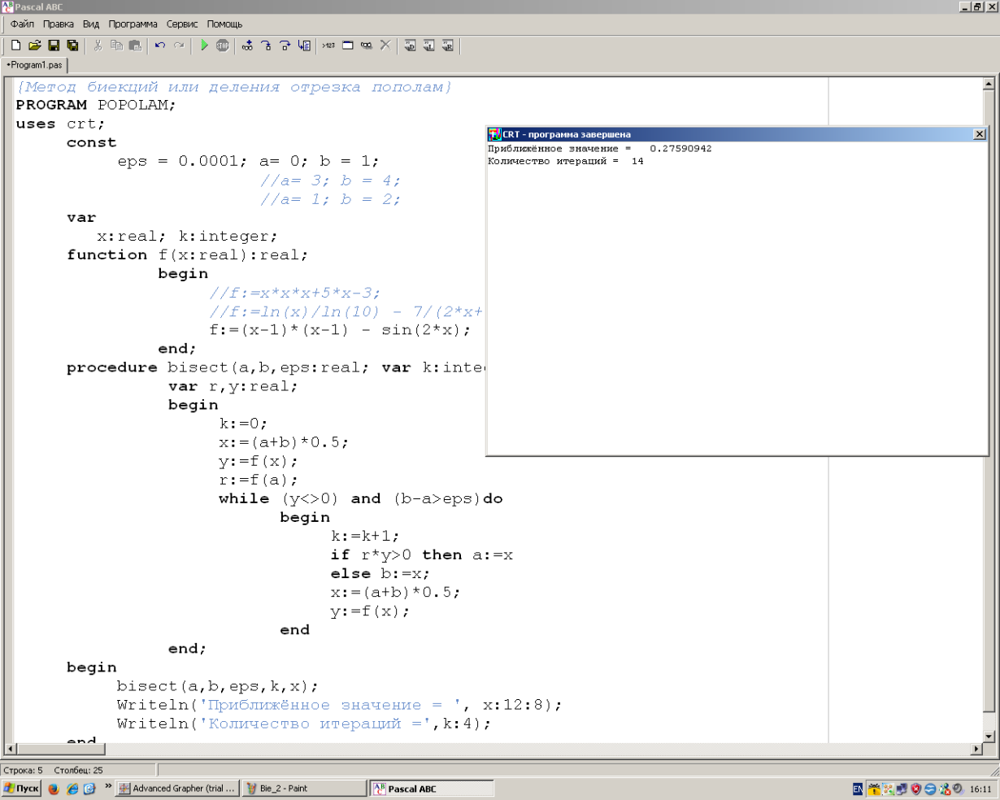 Pascal ABC
Файл Правка Вид Программа Сервис Помощь
•Program1.pas
{Метод биекций или деления отрезка пополам}
PROGRAM POPOLAM;
uses crt;
const
eps = 0.0001; a= 0; b = 1;
//a= 3; b = 4;
//a= 1; b = 2;
var
x:real; k:integer;
function f(x:real):real;
begin
//f:=x*x*x+5*x-3;
//f:=ln(x)/ln(10) - 7/(2*x+
f:=(x-1)*(x-1) - sin(2*x);
end;
procedure bisect(a,b,eps:real; var k:inte
var r,y:real;
begin
k:=0;
x:=(a+b)*0.5;
y:=f(x);
r:=f(a);
while (y<>0) and (b-a>eps)do
begin
k:=k+1;
if r*y>0 then a:=x
else b:=x;
x:=(a+b)*0.5;
y:=f(x);
end
end;
begin
bisect(a,b,eps,k,x);
Writeln('Приближённое значение = ', x:12:8);
Writeln('Количество итераций =',k:4);
end
CRT - программа завершена
Приближённое значение = 0.27590942
Количество итераций = 14
Строка: 5 Столбец: 25
Пуск » Advanced Grapher (trial ... Bie_2 - Paint Pascal ABC EN 16:11